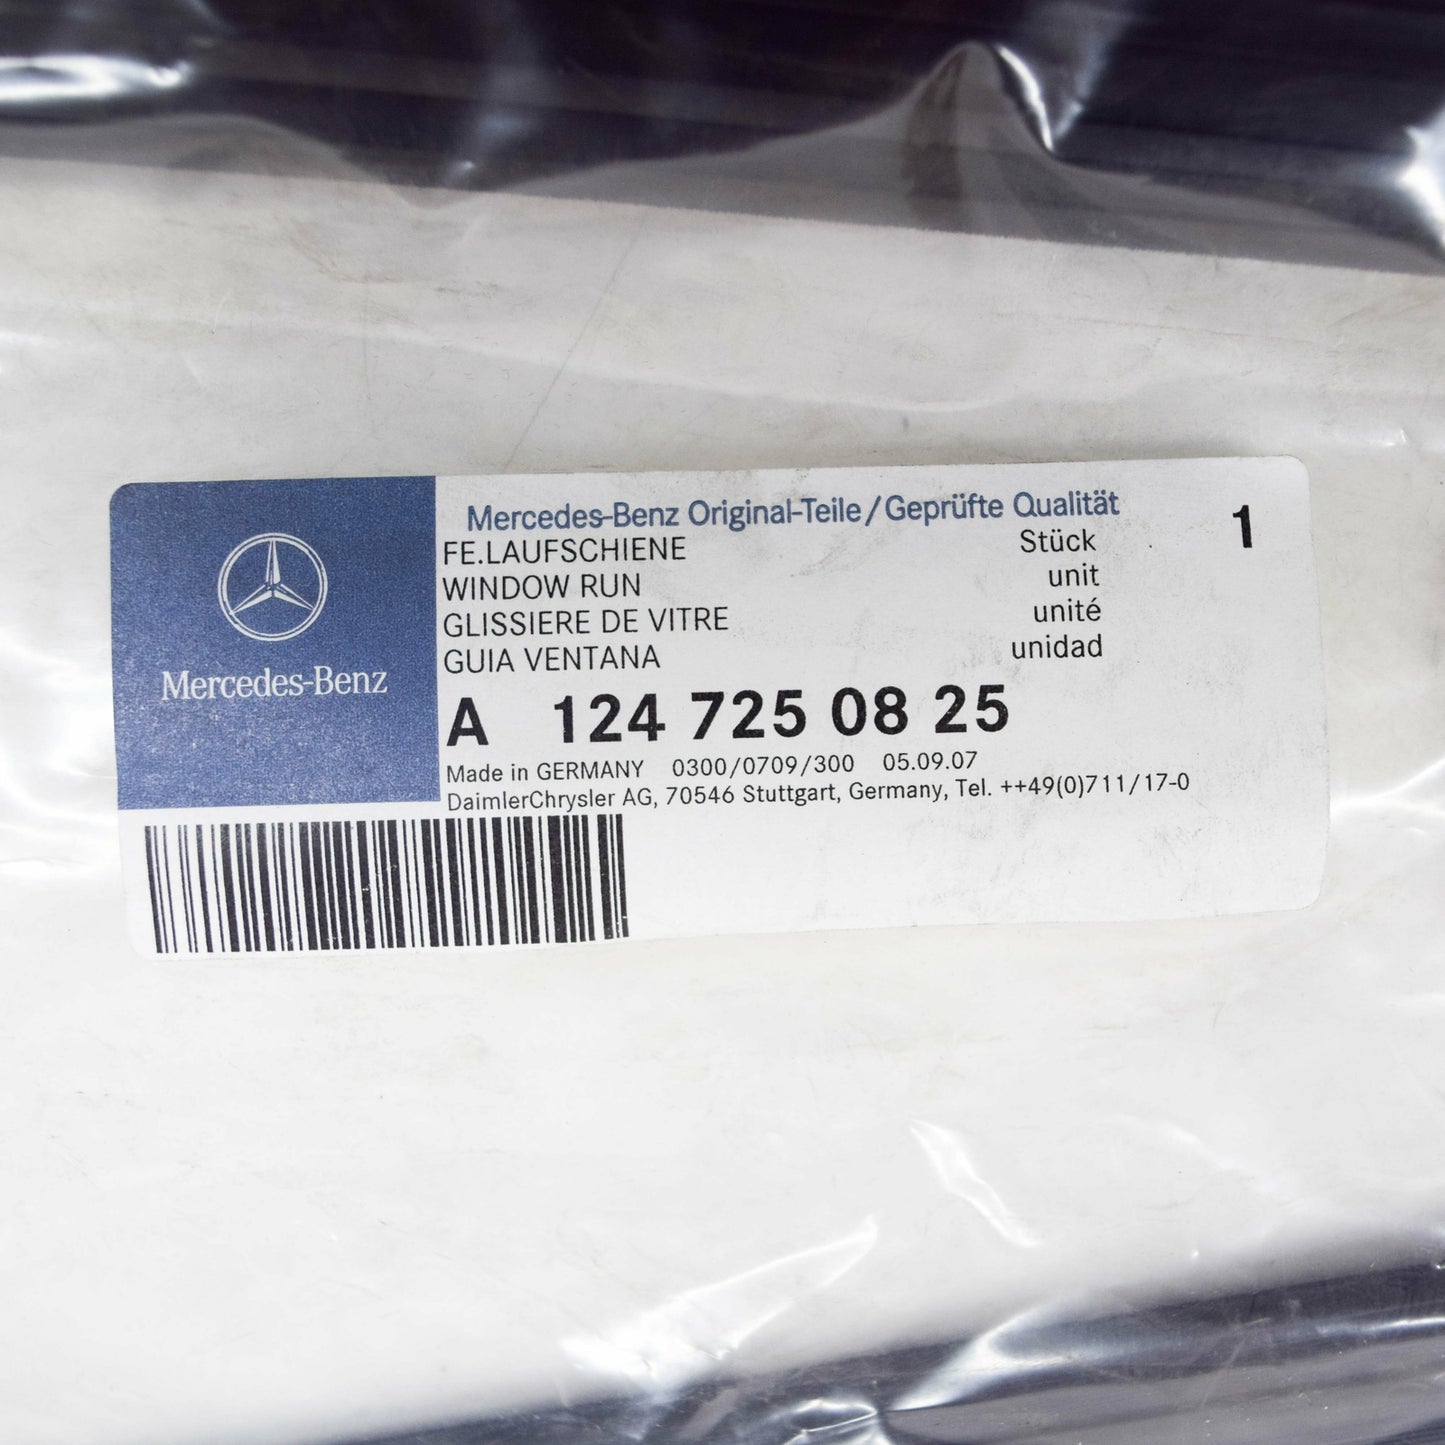 Mercedes-Benz
Mercedes-Benz Original-Teile/Geprüfte Qualität
FE.LAUFSCHIENE Stück 1
WINDOW RUN unit
GLISSIERE DE VITRE unité
GUIA VENTANA unidad
A 124 725 08 25
Made in GERMANY 0300/0709/300 05.09.07
DaimlerChrysler AG, 70546 Stuttgart, Germany, Tel. ++49(0)711/17-0